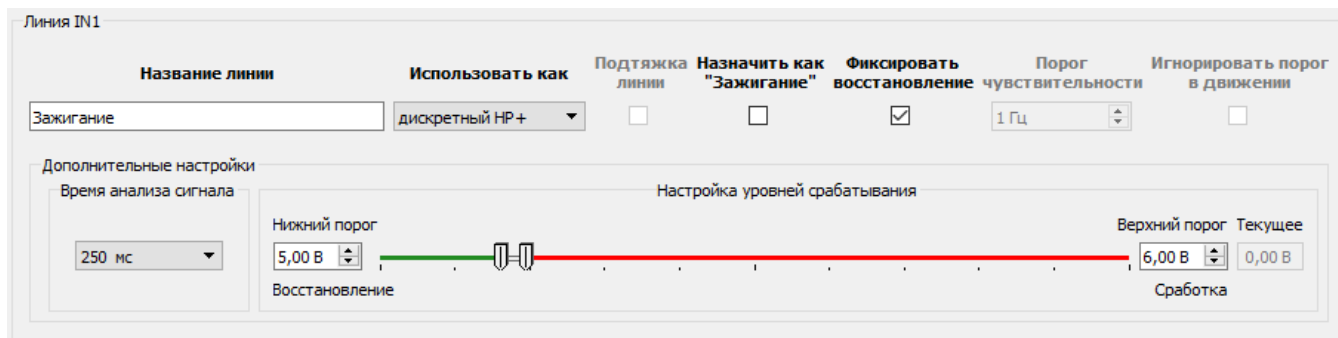 Линия IN1
Название линии
Использовать как
Подтяжка линии
Назначить как "Зажигание"
Фиксировать восстановление
Порог чувствительности
Игнорировать порог в движении
Зажигание
дискретный НР+
1 Гц
Дополнительные настройки
Время анализа сигнала
Настройка уровней срабатывания
Нижний порог
Верхний порог
Текущее
250 мс
5,00 В
6,00 В
0,00 В
Восстановление
Сработка